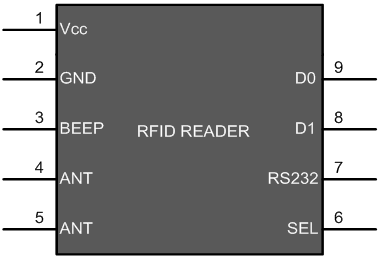 1 Vcc
2 GND D0 9
3 BEEP RFID READER D1 8
4 ANT RS232 7
5 ANT SEL 6